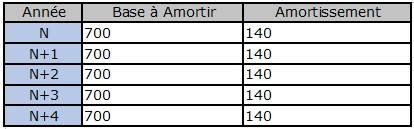 Année Base à Amortir Amortissement
N 700 140
N+1 700 140
N+2 700 140
N+3 700 140
N+4 700 140